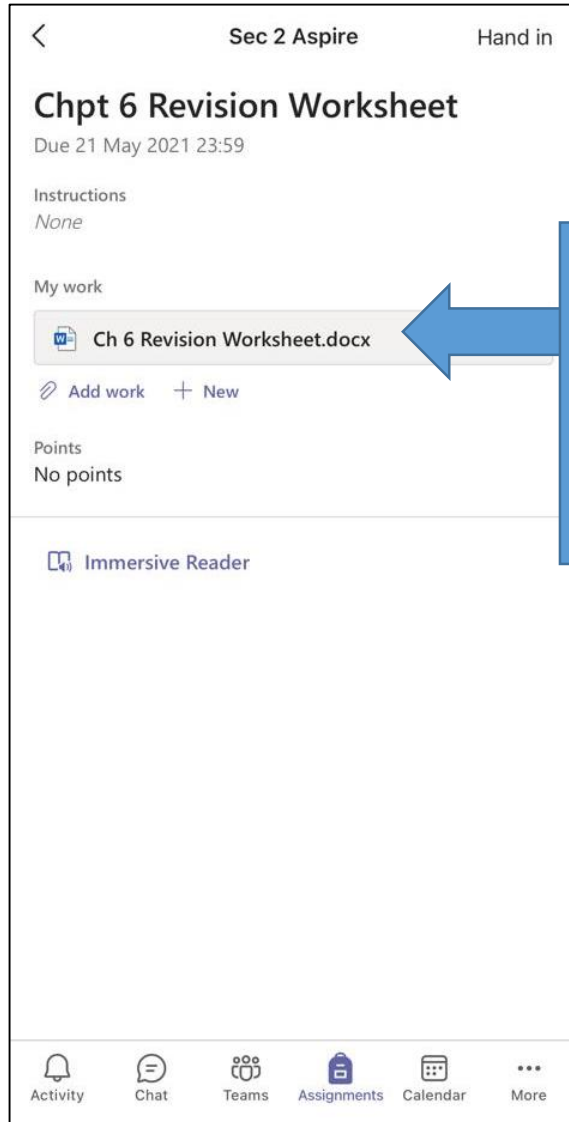 Sec 2 Aspire Hand in
Chpt 6 Revision Worksheet
Due 21 May 2021 23:59
Instructions
None
My work
Ch 6 Revision Worksheet.docx
Add work + New
Points
No points
Immersive Reader
Activity Chat Teams Assignments Calendar More